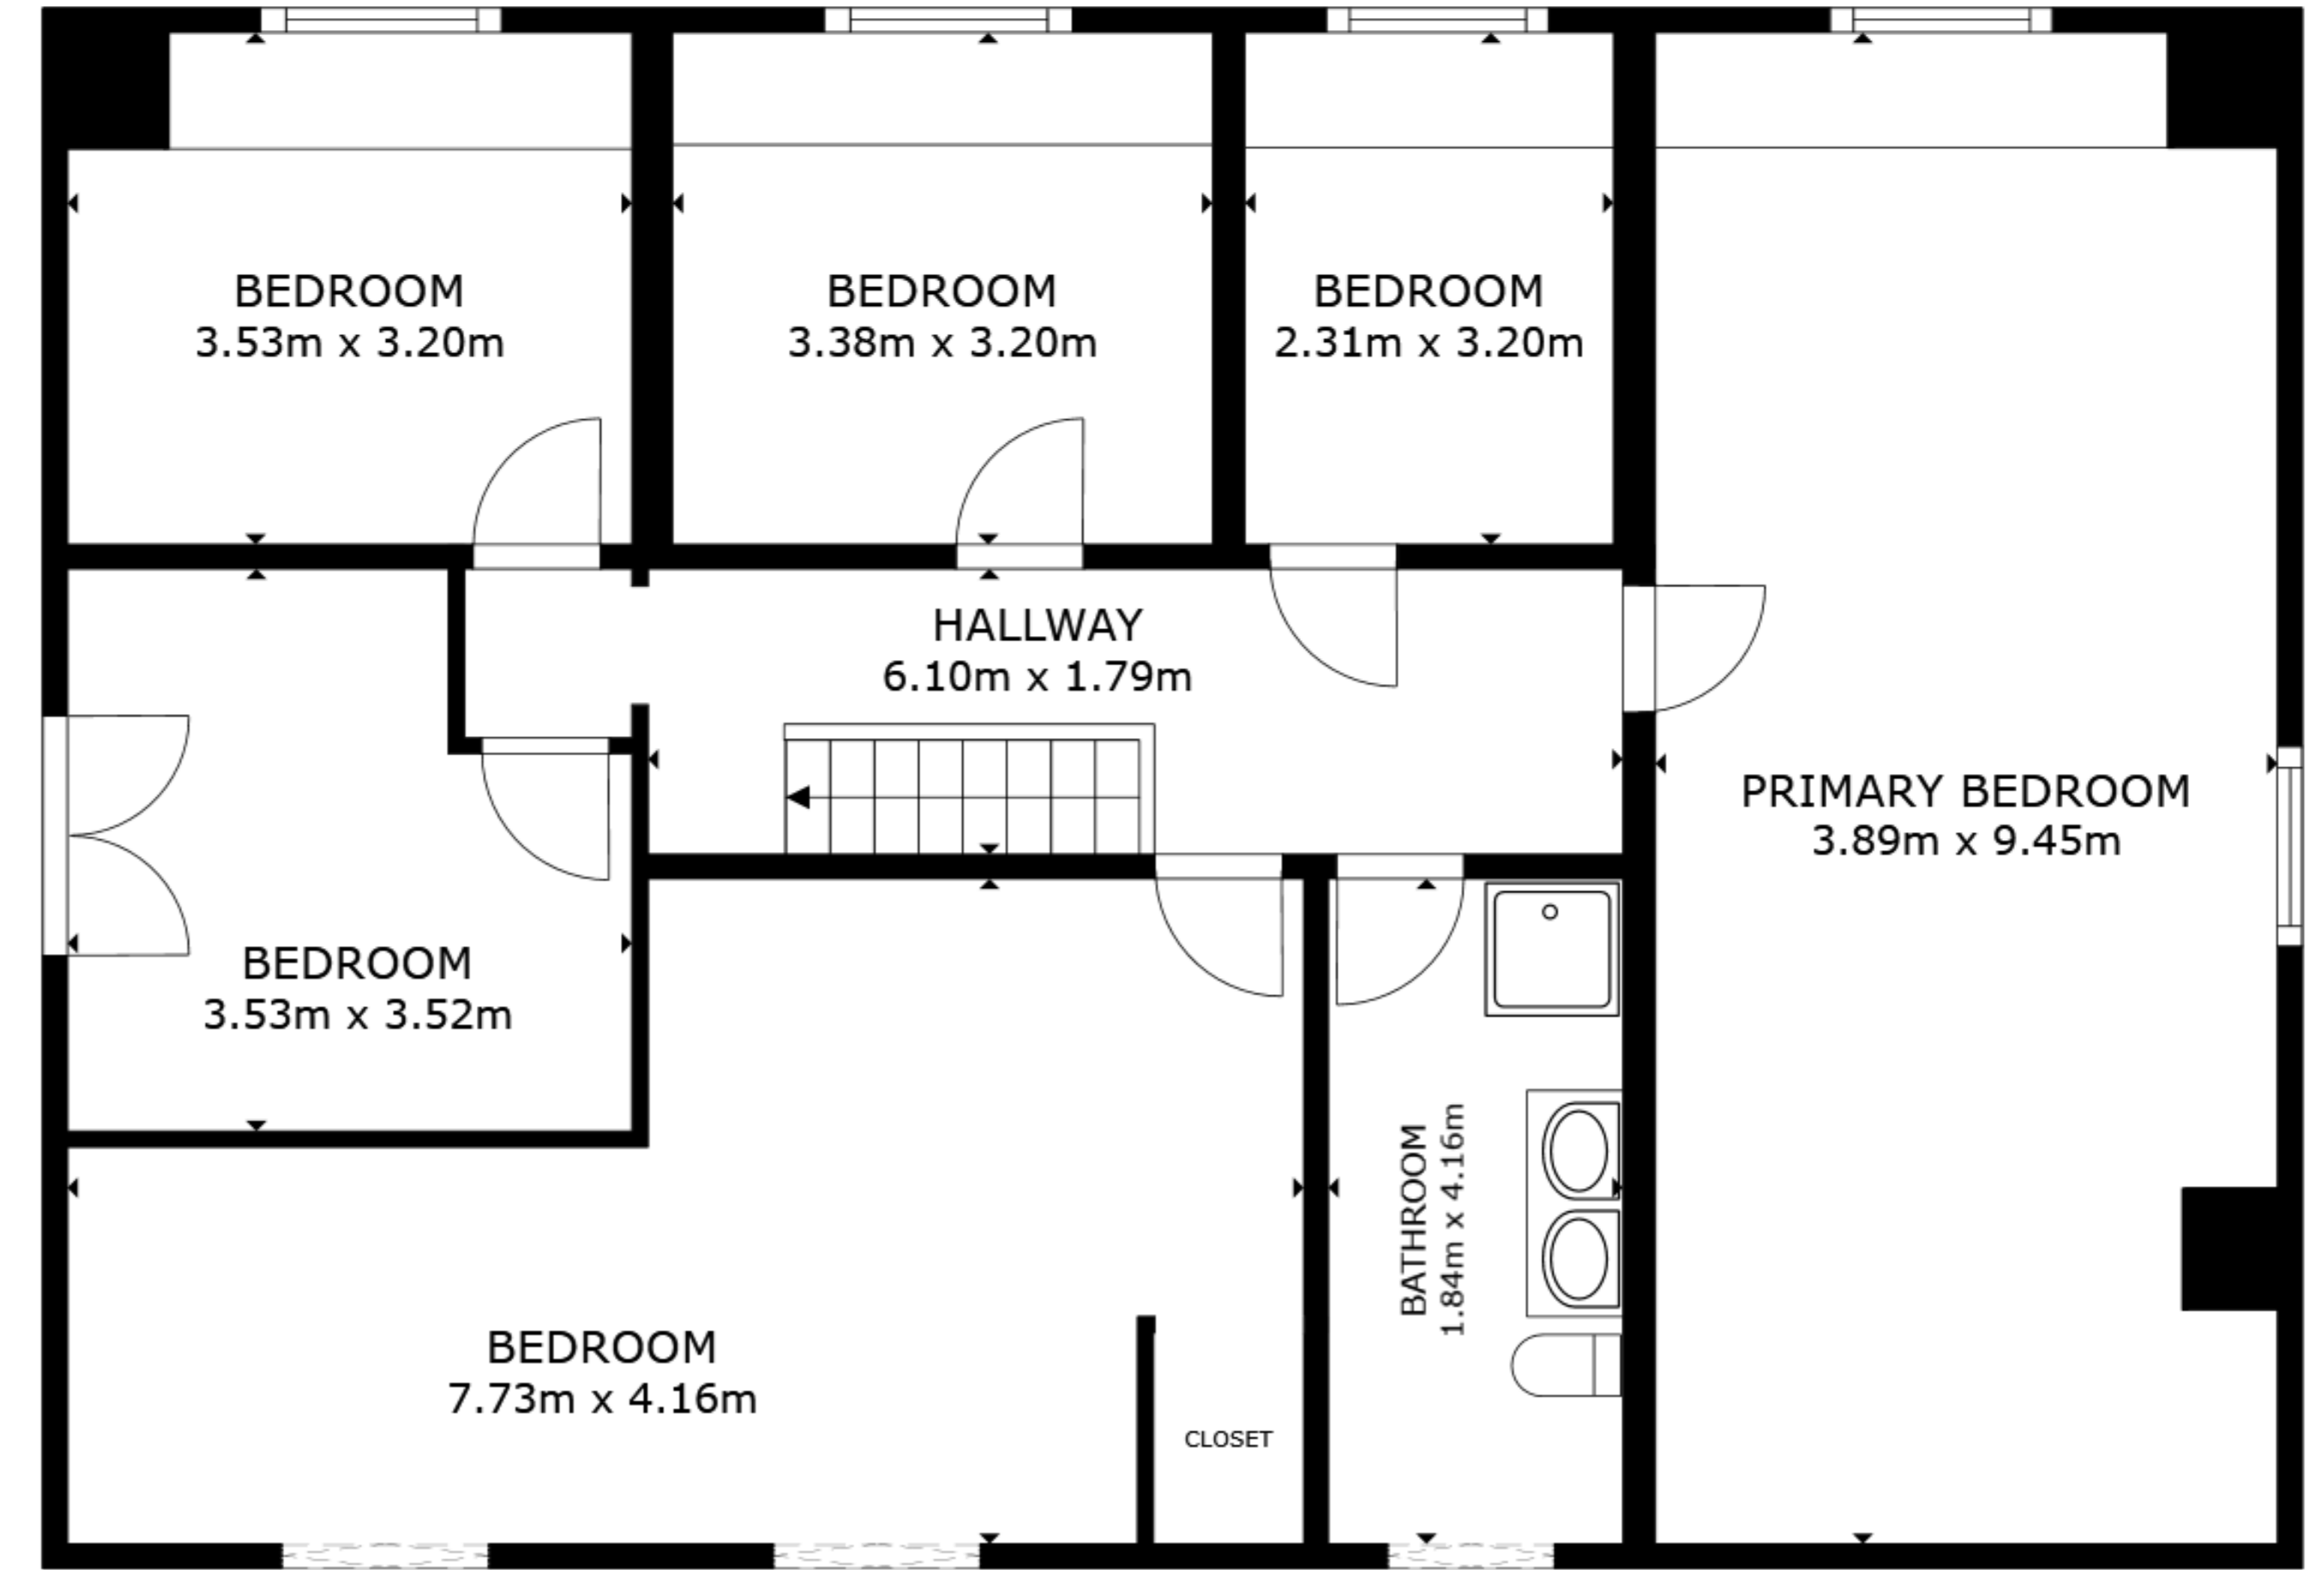 BEDROOM
3.53m x 3.20m
BEDROOM
3.38m x 3.20m
BEDROOM
2.31m x 3.20m
HALLWAY
6.10m x 1.79m
PRIMARY BEDROOM
3.89m x 9.45m
BEDROOM
3.53m x 3.52m
BATHROOM
1.84m x 4.16m
BEDROOM
7.73m x 4.16m
CLOSET